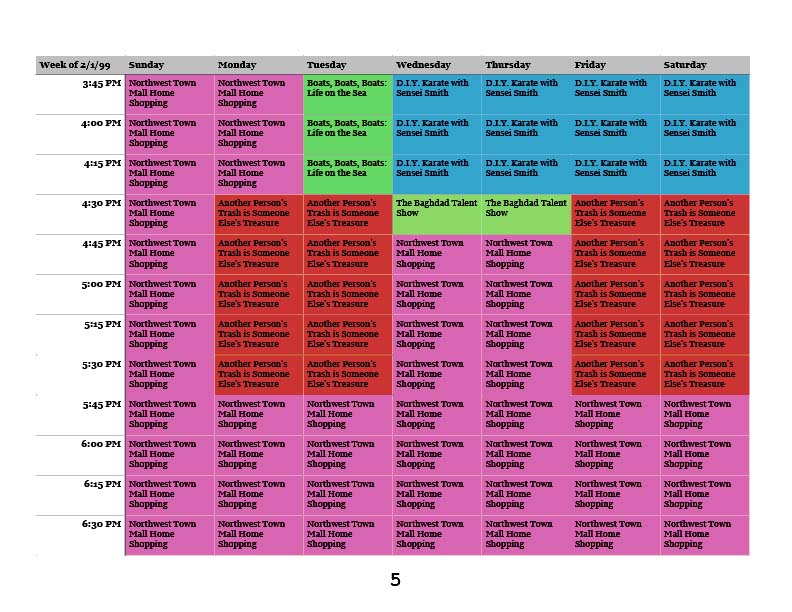 Week of 2/1/99 Sunday Monday Tuesday Wednesday Thursday Friday Saturday
3:45 PM Northwest Town Northwest Town Boats, Boats, Boats: D.I.Y. Karate with D.I.Y. Karate with D.I.Y. Karate with D.I.Y. Karate with
Mall Home Mall Home Life on the Sea Sensei Smith Sensei Smith Sensei Smith Sensei Smith
Shopping Shopping
4:00 PM Northwest Town Northwest Town Boats, Boats, Boats: D.I.Y. Karate with D.I.Y. Karate with D.I.Y. Karate with D.I.Y. Karate with
Mall Home Mall Home Life on the Sea Sensei Smith Sensei Smith Sensei Smith Sensei Smith
Shopping Shopping
4:15 PM Northwest Town Northwest Town Boats, Boats, Boats: D.I.Y. Karate with D.I.Y. Karate with D.I.Y. Karate with D.I.Y. Karate with
Mall Home Mall Home Life on the Sea Sensei Smith Sensei Smith Sensei Smith Sensei Smith
Shopping Shopping
4:30 PM Northwest Town Another Person's Another Person's The Baghdad Talent The Baghdad Talent Another Person's Another Person's
Mall Home Trash is Someone Trash is Someone Show Show Trash is Someone Trash is Someone
Shopping Else's Treasure Else's Treasure Else's Treasure Else's Treasure
4:45 PM Northwest Town Another Person's Another Person's Northwest Town Northwest Town Another Person's Another Person's
Mall Home Trash is Someone Trash is Someone Mall Home Mall Home Trash is Someone Trash is Someone
Shopping Else's Treasure Else's Treasure Shopping Shopping Else's Treasure Else's Treasure
5:00 PM Northwest Town Another Person's Another Person's Northwest Town Northwest Town Another Person's Another Person's
Mall Home Trash is Someone Trash is Someone Mall Home Mall Home Trash is Someone Trash is Someone
Shopping Else's Treasure Else's Treasure Shopping Shopping Else's Treasure Else's Treasure
5:15 PM Northwest Town Another Person's Another Person's Northwest Town Northwest Town Another Person's Another Person's
Mall Home Trash is Someone Trash is Someone Mall Home Mall Home Trash is Someone Trash is Someone
Shopping Else's Treasure Else's Treasure Shopping Shopping Else's Treasure Else's Treasure
5:30 PM Northwest Town Another Person's Another Person's Northwest Town Northwest Town Another Person's Another Person's
Mall Home Trash is Someone Trash is Someone Mall Home Mall Home Trash is Someone Trash is Someone
Shopping Else's Treasure Else's Treasure Shopping Shopping Else's Treasure Else's Treasure
5:45 PM Northwest Town Northwest Town Northwest Town Northwest Town Northwest Town Northwest Town Northwest Town
Mall Home Mall Home Mall Home Mall Home Mall Home Mall Home Mall Home
Shopping Shopping Shopping Shopping Shopping Shopping Shopping
6:00 PM Northwest Town Northwest Town Northwest Town Northwest Town Northwest Town Northwest Town Northwest Town
Mall Home Mall Home Mall Home Mall Home Mall Home Mall Home Mall Home
Shopping Shopping Shopping Shopping Shopping Shopping Shopping
6:15 PM Northwest Town Northwest Town Northwest Town Northwest Town Northwest Town Northwest Town Northwest Town
Mall Home Mall Home Mall Home Mall Home Mall Home Mall Home Mall Home
Shopping Shopping Shopping Shopping Shopping Shopping Shopping
6:30 PM Northwest Town Northwest Town Northwest Town Northwest Town Northwest Town Northwest Town Northwest Town
Mall Home Mall Home Mall Home Mall Home Mall Home Mall Home Mall Home
Shopping Shopping Shopping Shopping Shopping Shopping Shopping
5